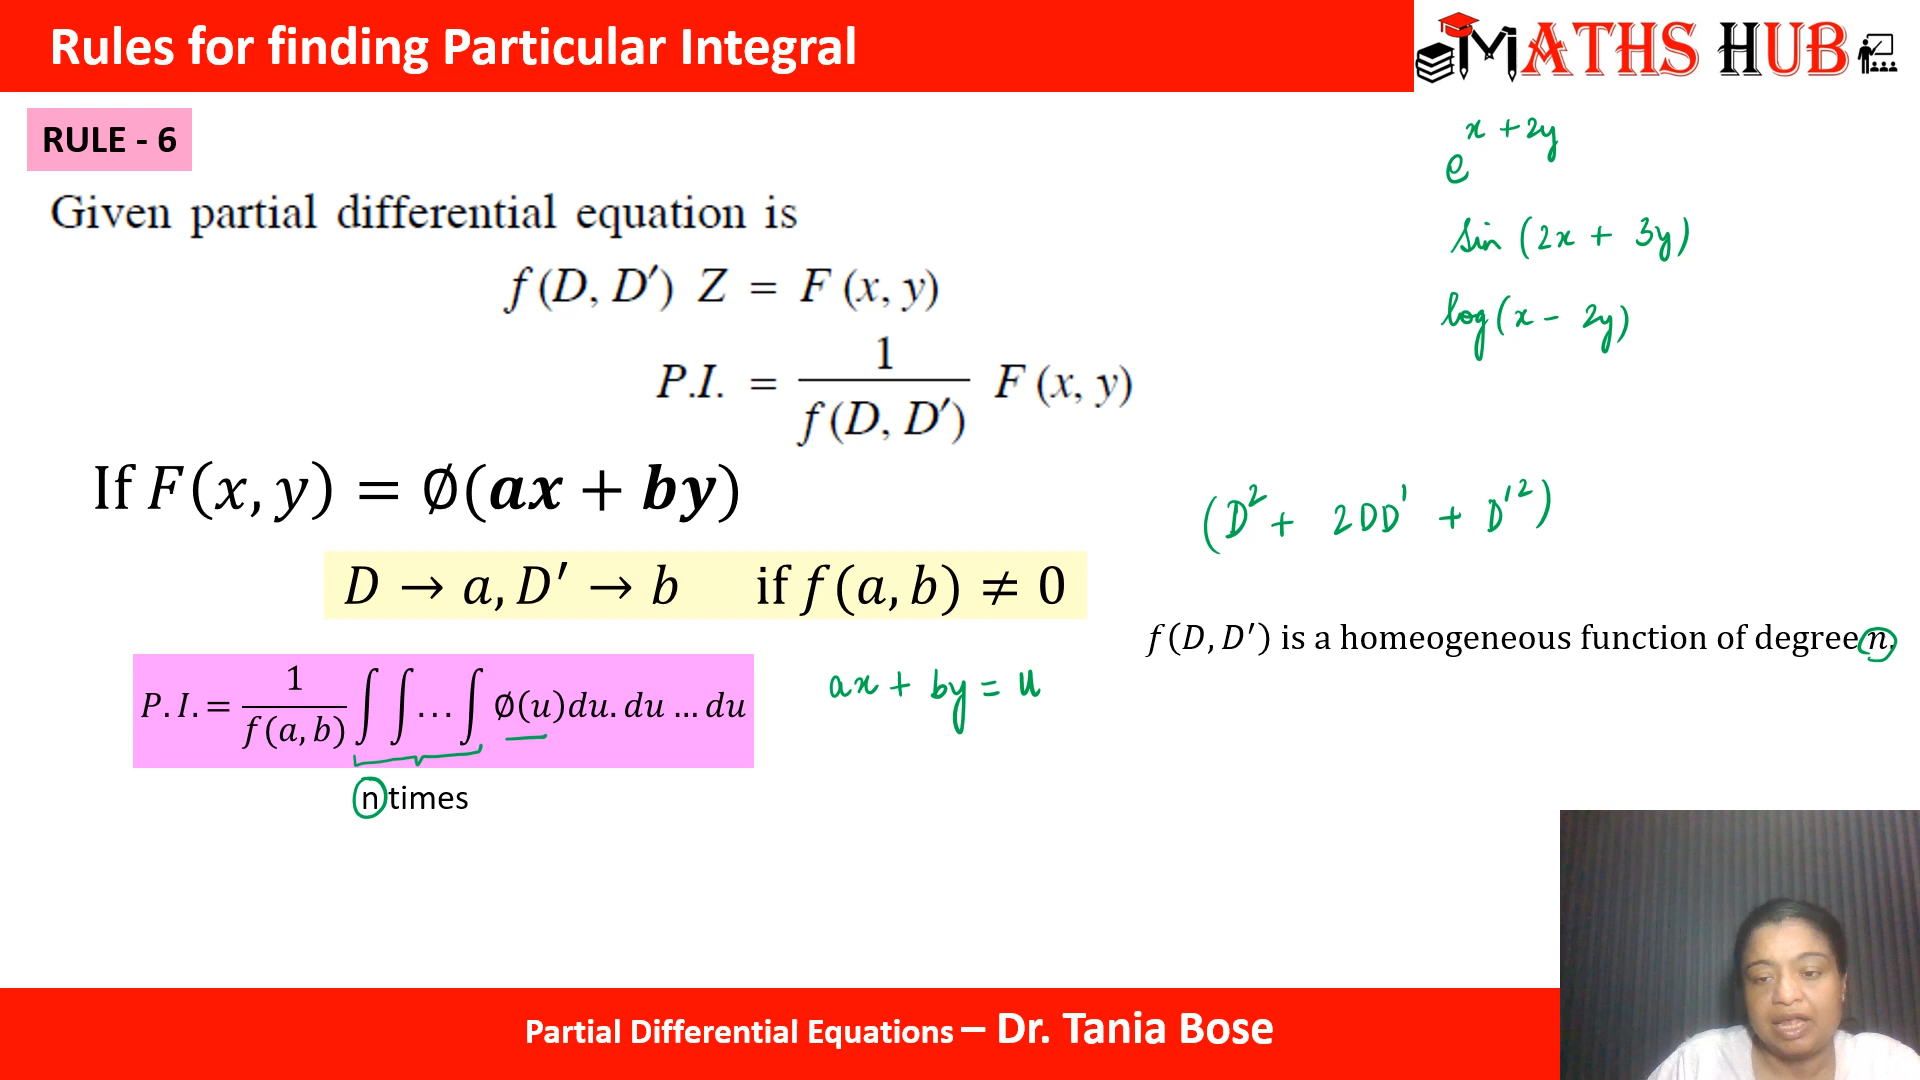 Rules for finding Particular Integral
MATHS HUB
RULE - 6
Given partial differential equation is
f (D, D′) Z = F (x, y)
P.I. = 1 / f (D, D′) F (x, y)
If F(x, y) = ∅(ax + by)
D → a, D′ → b if f(a, b) ≠ 0
P. I. = 1 / f(a, b) ∫ ∫ … ∫ ∅(u)du. du … du
n times
ax + by = u
e^{x + 2y}
sin (2x + 3y)
log (x - 2y)
(D² + 2DD′ + D′²)
f(D, D′) is a homeogeneous function of degree n.
Partial Differential Equations – Dr. Tania Bose